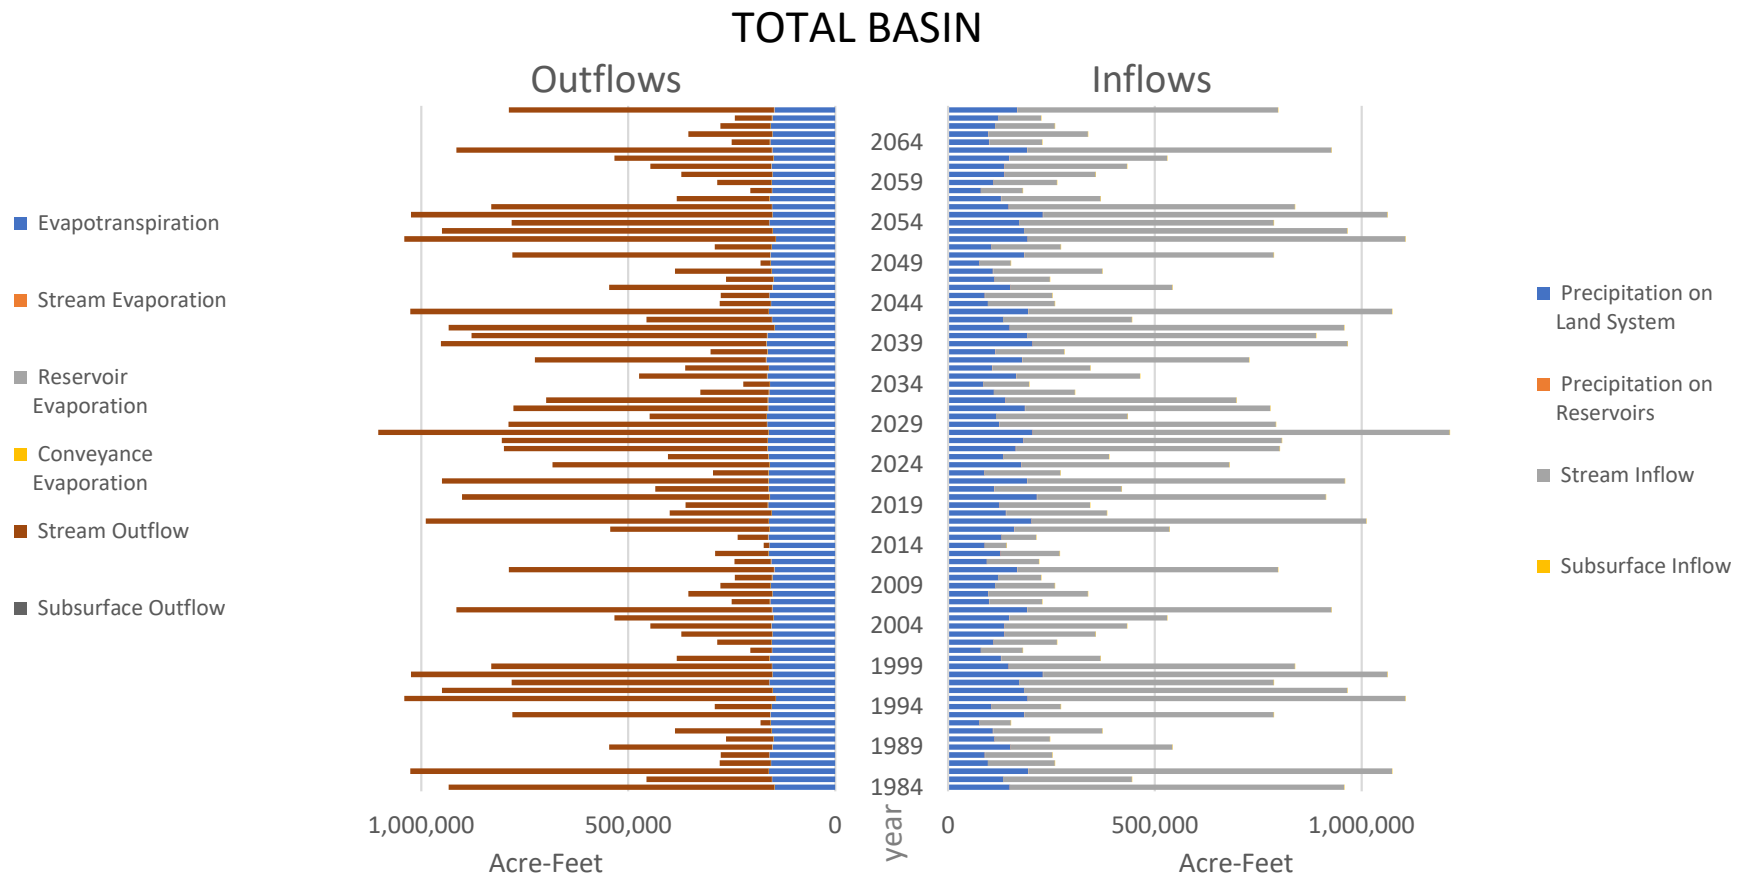 TOTAL BASIN
Outflows
Inflows
Evapotranspiration
Stream Evaporation
Reservoir
Evaporation
Conveyance
Evaporation
Stream Outflow
Subsurface Outflow
2064
2059
2054
2049
2044
2039
2034
2029
2024
2019
2014
2009
2004
1999
1994
1989
1984
year
1,000,000
500,000
0
Acre-Feet
0
500,000
1,000,000
Acre-Feet
Precipitation on
Land System
Precipitation on
Reservoirs
Stream Inflow
Subsurface Inflow